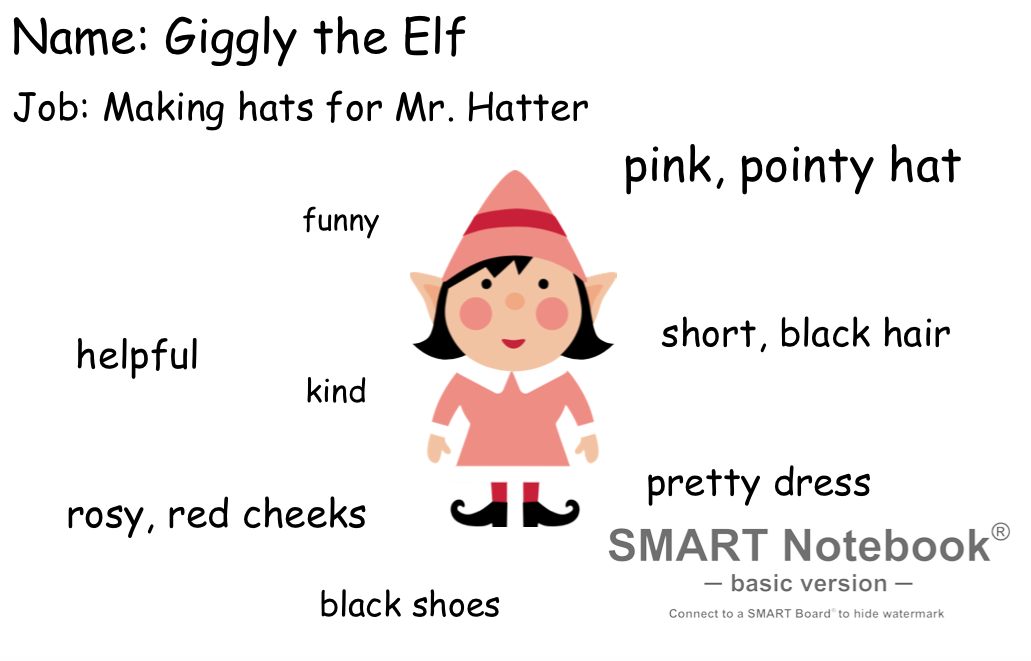 Name: Giggly the Elf
Job: Making hats for Mr. Hatter
pink, pointy hat
funny
short, black hair
helpful
kind
pretty dress
rosy, red cheeks
SMART Notebook®
— basic version —
black shoes
Connect to a SMART Board® to hide watermark